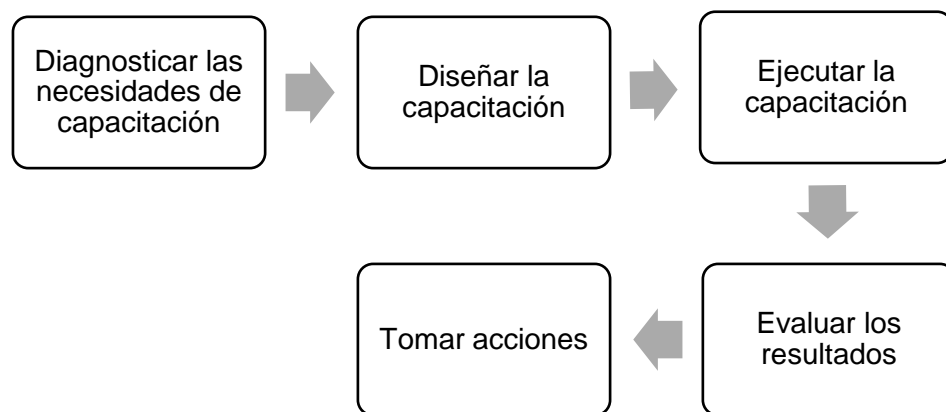 Diagnosticar las
necesidades de
capacitación
Diseñar la
capacitación
Ejecutar la
capacitación
Evaluar los
resultados
Tomar acciones